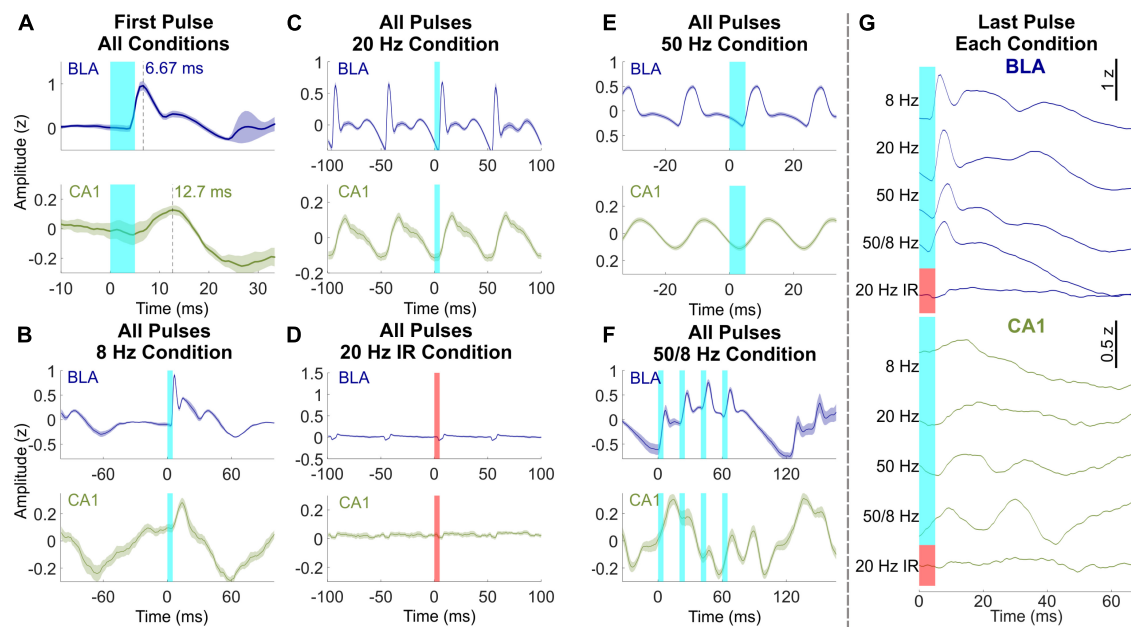 A
First Pulse
All Conditions
BLA
6.67 ms
1
0
CA1
12.7 ms
0.2
0
-0.2
-10 0 10 20 30
Time (ms)
Amplitude (z)
B
All Pulses
8 Hz Condition
BLA
1
0.5
0
-0.5
CA1
0.2
0
-0.2
-60 0 60
Time (ms)
Amplitude (z)
C
All Pulses
20 Hz Condition
BLA
1
0.5
0
-100 -50 0 50 100
CA1
0.2
0
-0.2
-100 -50 0 50 100
Time (ms)
D
All Pulses
20 Hz IR Condition
BLA
1.5
1
0.5
0
-0.5
CA1
0.2
0
-0.2
-100 -50 0 50 100
Time (ms)
E
All Pulses
50 Hz Condition
BLA
0.5
0
0.5
-20 0 20
CA1
0.2
0
0.2
-20 0 20
Time (ms)
F
All Pulses
50/8 Hz Condition
BLA
1
0.5
0
-0.5
0 60 120
CA1
0.2
0
-0.2
0 60 120
Time (ms)
G
Last Pulse
Each Condition
BLA
1 z
8 Hz
20 Hz
50 Hz
50/8 Hz
20 Hz IR
CA1
0.5 z
8 Hz
20 Hz
50 Hz
50/8 Hz
20 Hz IR
0 20 40 60
Time (ms)